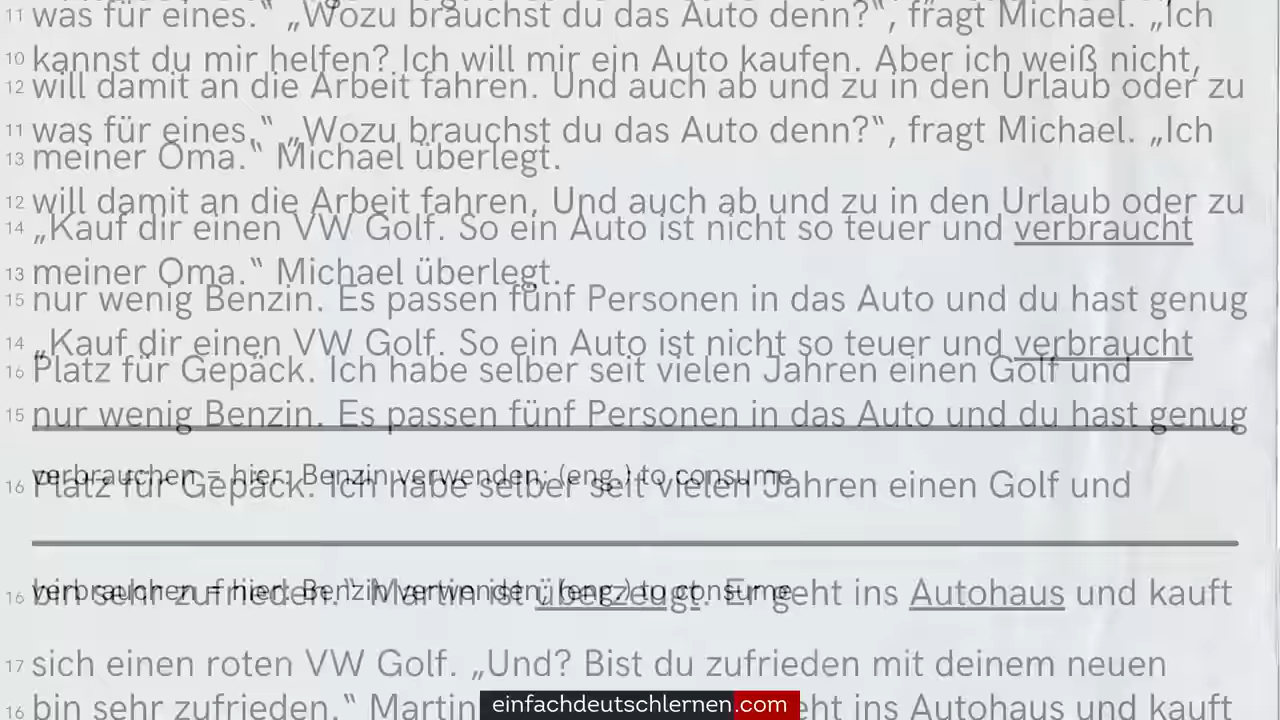 11 was für eines.“ „Wozu brauchst du das Auto denn?“, fragt Michael. „Ich
10 kannst du mir helfen? Ich will mir ein Auto kaufen. Aber ich weiß nicht,
12 will damit an die Arbeit fahren. Und auch ab und zu in den Urlaub oder zu
11 was für eines.“ „Wozu brauchst du das Auto denn?“, fragt Michael. „Ich
13 meiner Oma.“ Michael überlegt.
12 will damit an die Arbeit fahren. Und auch ab und zu in den Urlaub oder zu
14 „Kauf dir einen VW Golf. So ein Auto ist nicht so teuer und verbraucht
13 meiner Oma.“ Michael überlegt.
15 nur wenig Benzin. Es passen fünf Personen in das Auto und du hast genug
14 „Kauf dir einen VW Golf. So ein Auto ist nicht so teuer und verbraucht
16 Platz für Gepäck. Ich habe selber seit vielen Jahren einen Golf und
15 nur wenig Benzin. Es passen fünf Personen in das Auto und du hast genug
verbrauchen = hier: Benzin verwenden; (eng.) to consume
16 Platz für Gepäck. Ich habe selber seit vielen Jahren einen Golf und
verbrauchen = hier: Benzin verwenden; (eng.) to consume
16 bin sehr zufrieden.“ Martin ist überzeugt. Er geht ins Autohaus und kauft
17 sich einen roten VW Golf. „Und? Bist du zufrieden mit deinem neuen
16 bin sehr zufrieden.“ Martin ins Autohaus und kauft
einfachdeutschlernen.com